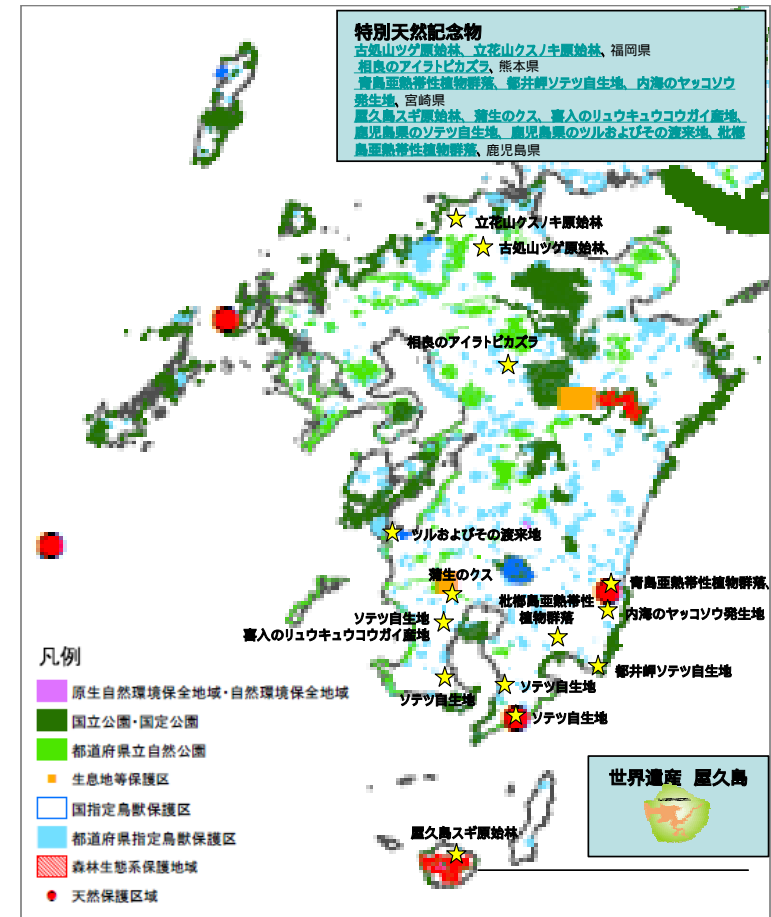 特別天然記念物
古処山ツゲ原始林、立花山クスノキ原始林、福岡県
相良のアイラトビカズラ、熊本県
青島亜熱帯性植物群落、都井岬ソテツ自生地、内海のヤッコソウ
発生地、宮崎県
屋久島スギ原始林、蒲生のクス、喜入のリュウキュウコウガイ産地、
鹿児島県のソテツ自生地、鹿児島県のツルおよびその渡来地、枇榔
島亜熱帯性植物群落、鹿児島県
立花山クスノキ原始林
古処山ツゲ原始林、
相良のアイラトビカズラ
ツルおよびその渡来地
蒲生のクス
青島亜熱帯性植物群落、
枇榔島亜熱帯性
植物群落
内海のヤッコソウ発生地
ソテツ自生地
喜入のリュウキュウコウガイ産地
都井岬ソテツ自生地
ソテツ自生地
ソテツ自生地
ソテツ自生地
凡例
原生自然環境保全地域・自然環境保全地域
国立公園・国定公園
都道府県立自然公園
生息地等保護区
国指定鳥獣保護区
都道府県指定鳥獣保護区
森林生態系保護地域
天然保護区域
世界遺産 屋久島
屋久島スギ原始林